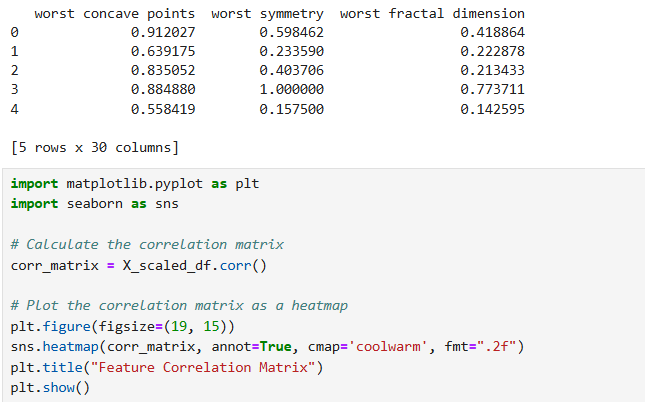 worst concave points  worst symmetry  worst fractal dimension
0              0.912027        0.598462                 0.418864
1              0.639175        0.233590                 0.222878
2              0.835052        0.403706                 0.213433
3              0.884880        1.000000                 0.773711
4              0.558419        0.157500                 0.142595
[5 rows x 30 columns]
import matplotlib.pyplot as plt
import seaborn as sns
# Calculate the correlation matrix
corr_matrix = X_scaled_df.corr()
# Plot the correlation matrix as a heatmap
plt.figure(figsize=(19, 15))
sns.heatmap(corr_matrix, annot=True, cmap='coolwarm', fmt=".2f")
plt.title("Feature Correlation Matrix")
plt.show()